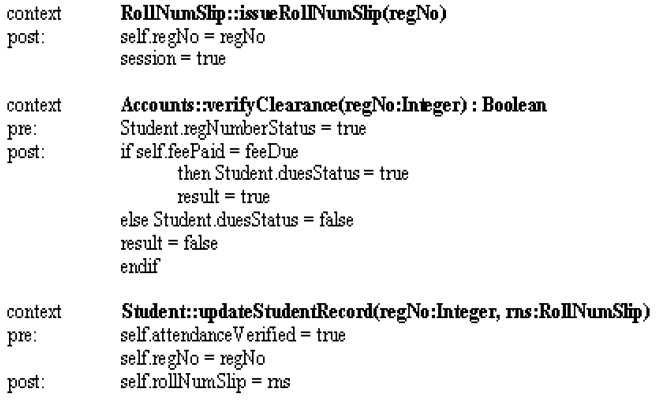 context RollNumSlip::issueRollNumSlip(regNo)
post: self.regNo = regNo
session = true
context Accounts::verifyClearance(regNo:Integer) : Boolean
pre: Student.regNumberStatus = true
post: if self.feePaid = feeDue
then Student.duesStatus = true
result = true
else Student.duesStatus = false
result = false
endif
context Student::updateStudentRecord(regNo:Integer, rns:RollNumSlip)
pre: self.attendanceVerified = true
self.regNo = regNo
post: self.rollNumSlip = rns